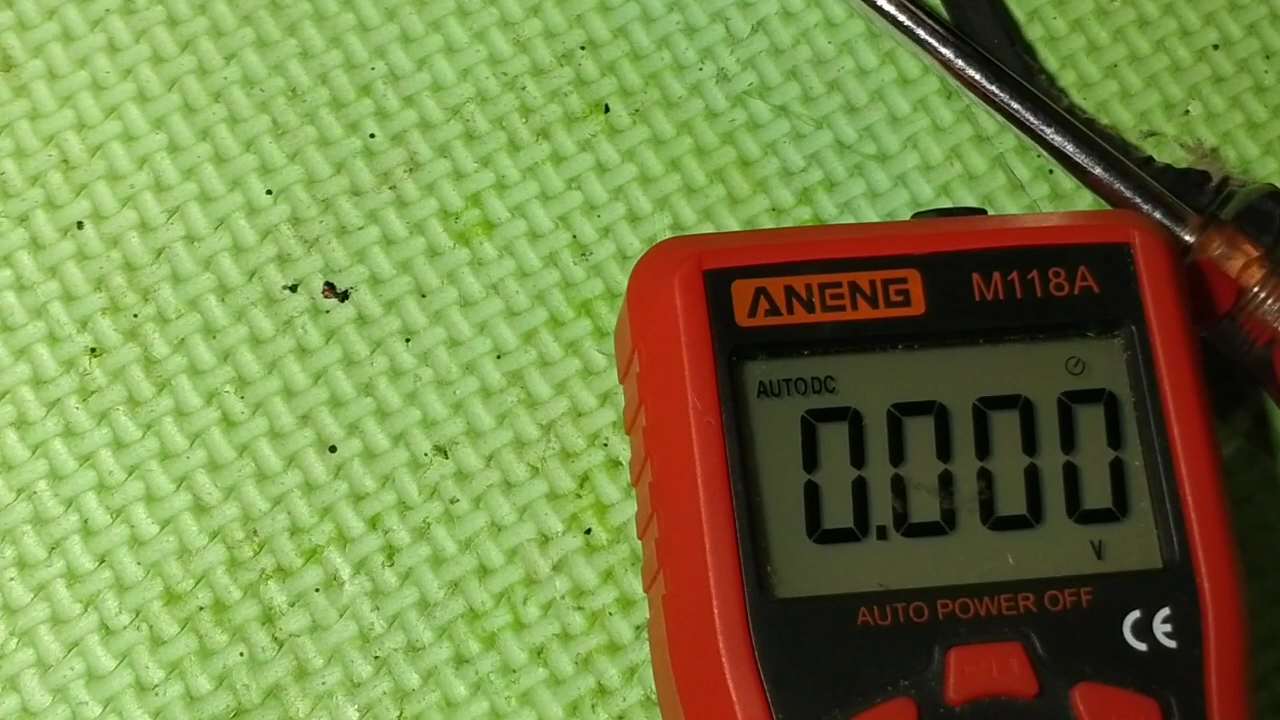 ANENG M118A
AUTO DC
0.000
V
AUTO POWER OFF
CE